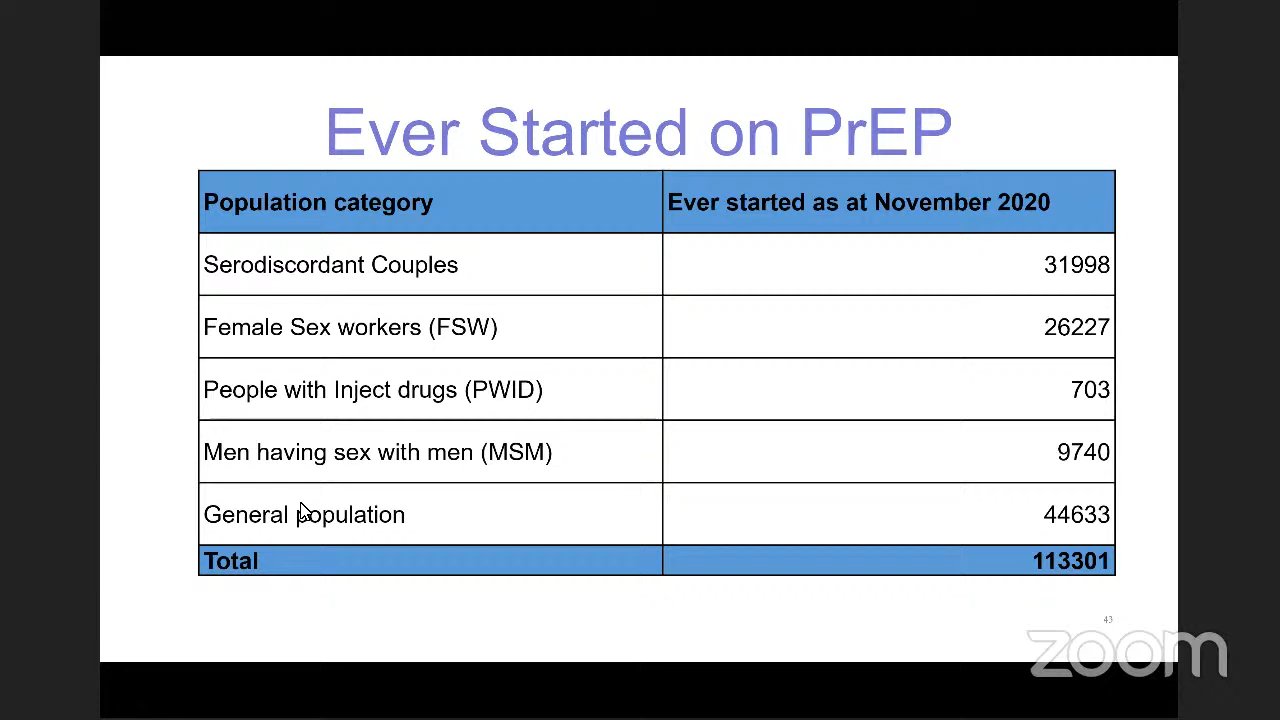 Ever Started on PrEP
Population category Ever started as at November 2020
Serodiscordant Couples 31998
Female Sex workers (FSW) 26227
People with Inject drugs (PWID) 703
Men having sex with men (MSM) 9740
General population 44633
Total 113301
43
zoom